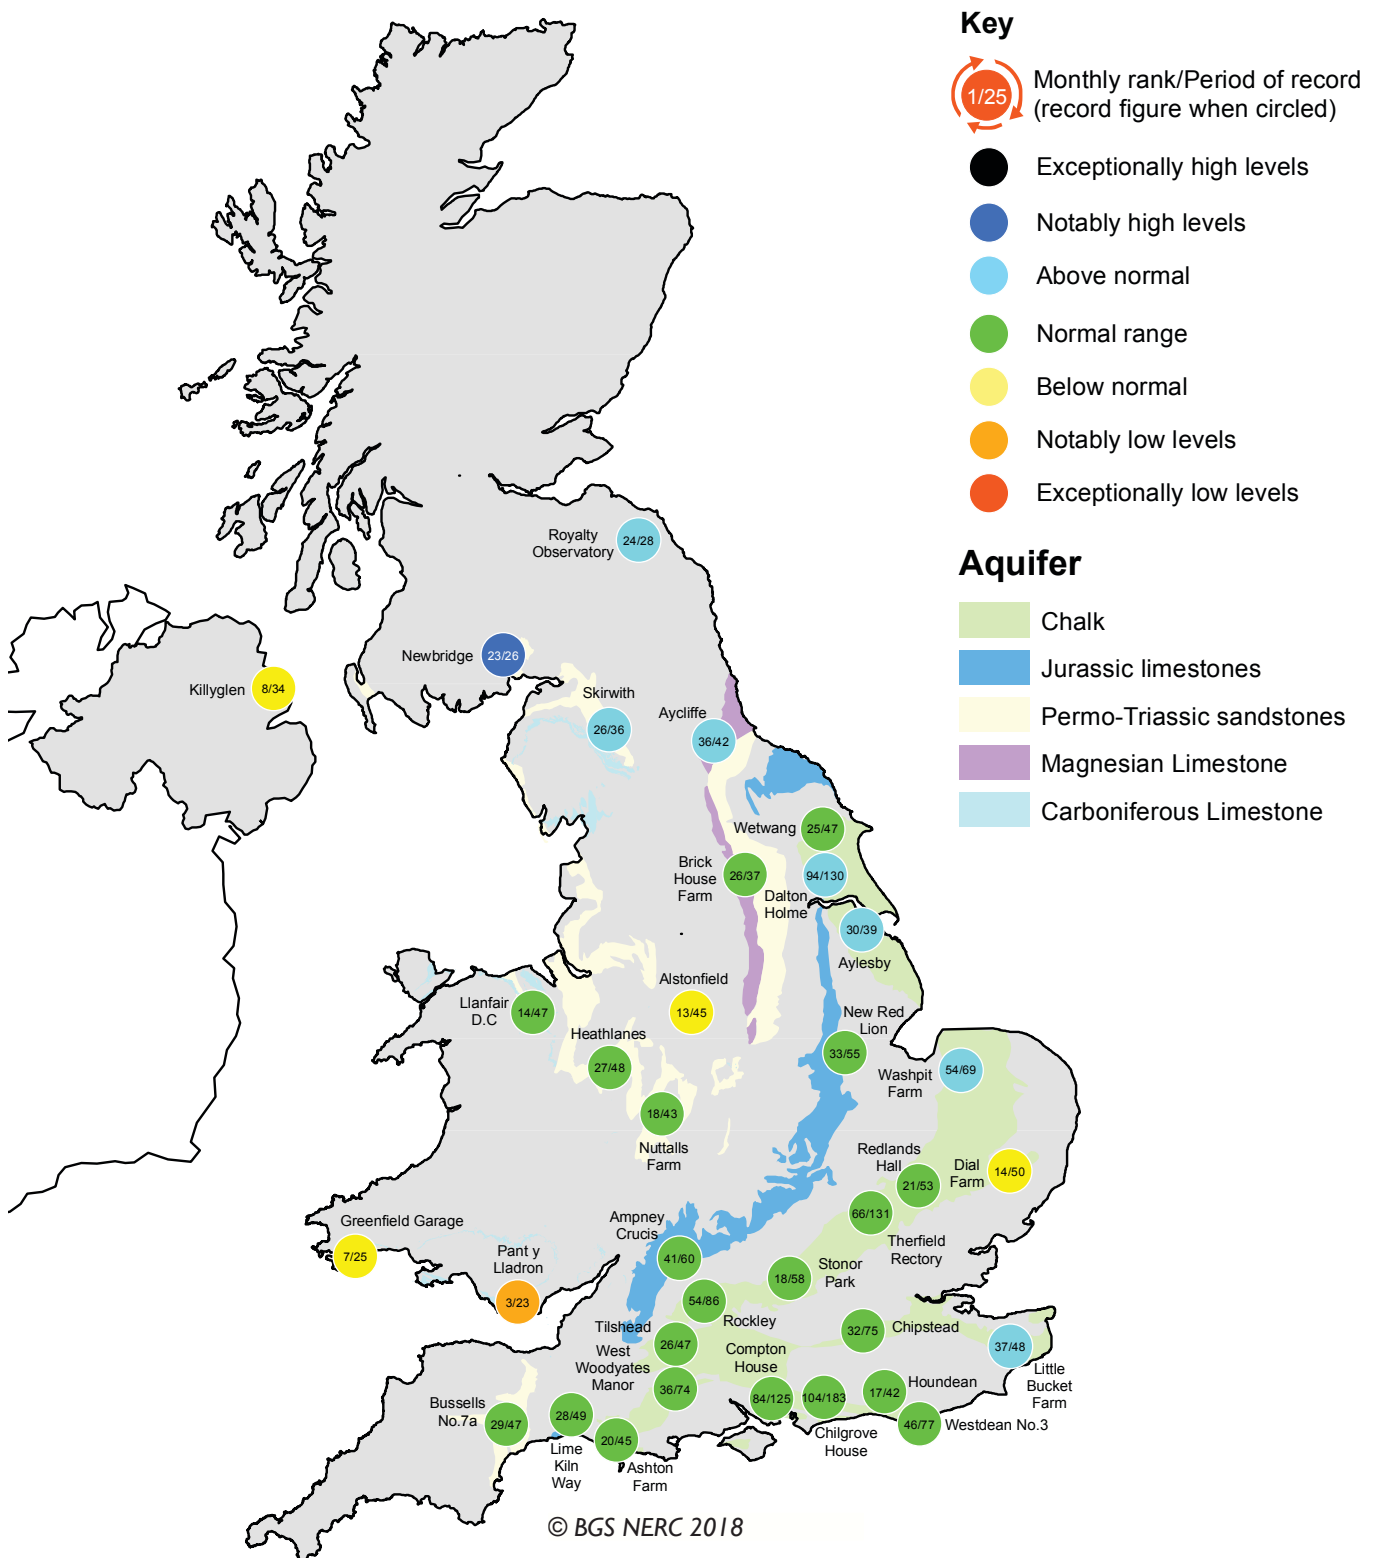 Key
1/25
Monthly rank/Period of record
(record figure when circled)
Exceptionally high levels
Notably high levels
Above normal
Normal range
Below normal
Notably low levels
Exceptionally low levels
Aquifer
Chalk
Jurassic limestones
Permo-Triassic sandstones
Magnesian Limestone
Carboniferous Limestone
Royalty
Observatory
24/28
Newbridge
23/26
Killyglen
8/34
Skirwith
26/36
Aycliffe
36/42
Wetwang
25/47
Brick
House
Farm
26/37
Dalton
Holme
94/130
30/39
Aylesby
Llanfair
D.C
14/47
Alstonfield
13/45
New Red
Lion
33/55
Heathlanes
27/48
Washpit
Farm
54/69
18/43
Nuttalls
Farm
Redlands
Hall
21/53
Dial
Farm
14/50
66/131
Therfield
Rectory
Greenfield Garage
7/25
Pant y
Lladron
3/23
Ampney
Crucis
41/60
18/58
Stonor
Park
54/86
Rockley
Tilshead
26/47
32/75
Chipstead
37/48
Little
Bucket
Farm
West
Woodyates
Manor
36/74
Compton
House
84/125
104/183
Chilgrove
House
17/42
Houndean
46/77
Westdean No.3
Bussells
No.7a
29/47
28/49
Lime
Kiln
Way
20/45
Ashton
Farm
© BGS NERC 2018